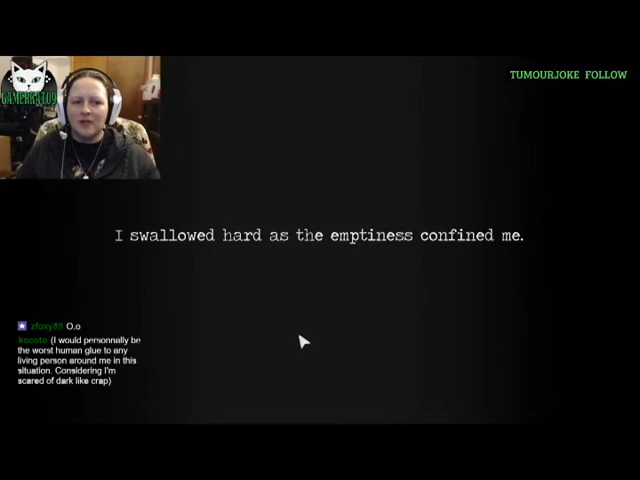 GAMERKAT09
TUMOURJOKE FOLLOW
I swallowed hard as the emptiness confined me.
zfoxy88 O.o
kocoto (I would personnally be
the worst human glue to any
living person around me in this
situation. Considering I'm
scared of dark like crap)